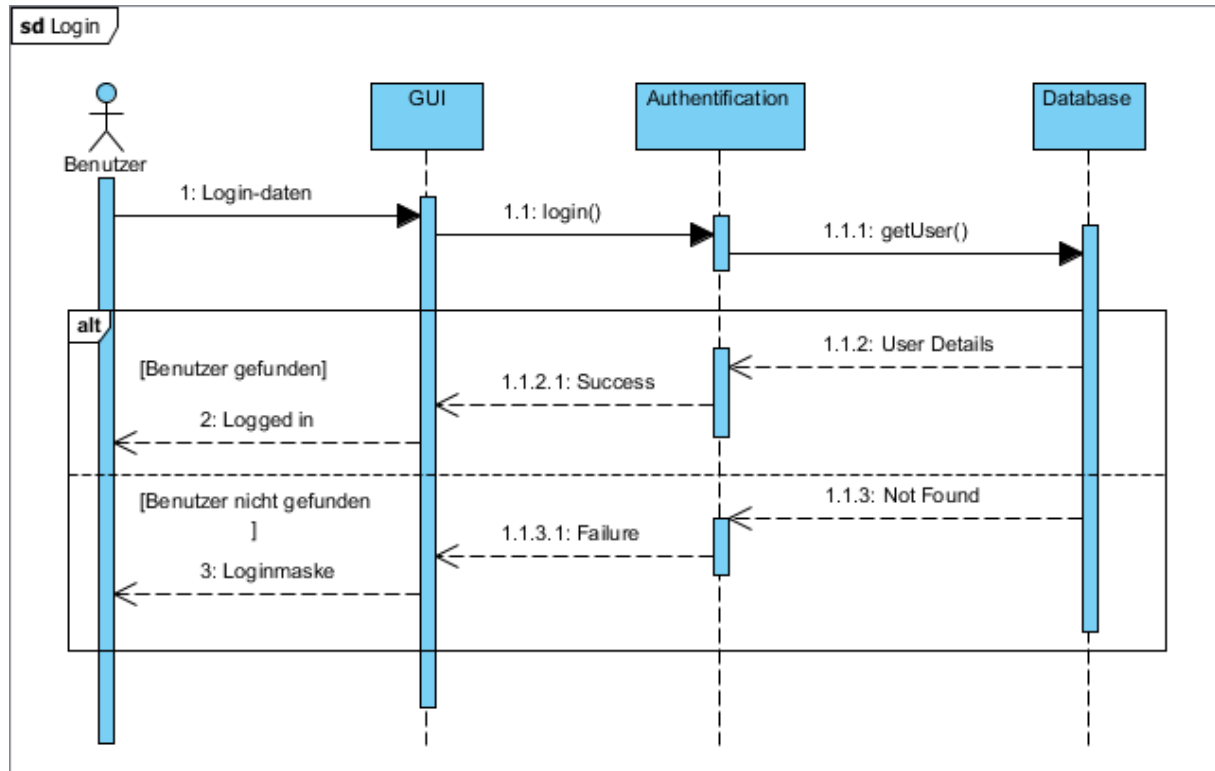 sd Login
GUI
Authentification
Database
Benutzer
1: Login-daten
1.1: login()
1.1.1: getUser()
alt
1.1.2: User Details
[Benutzer gefunden]
1.1.2.1: Success
2: Logged in
1.1.3: Not Found
[Benutzer nicht gefunden
]
1.1.3.1: Failure
3: Loginmaske